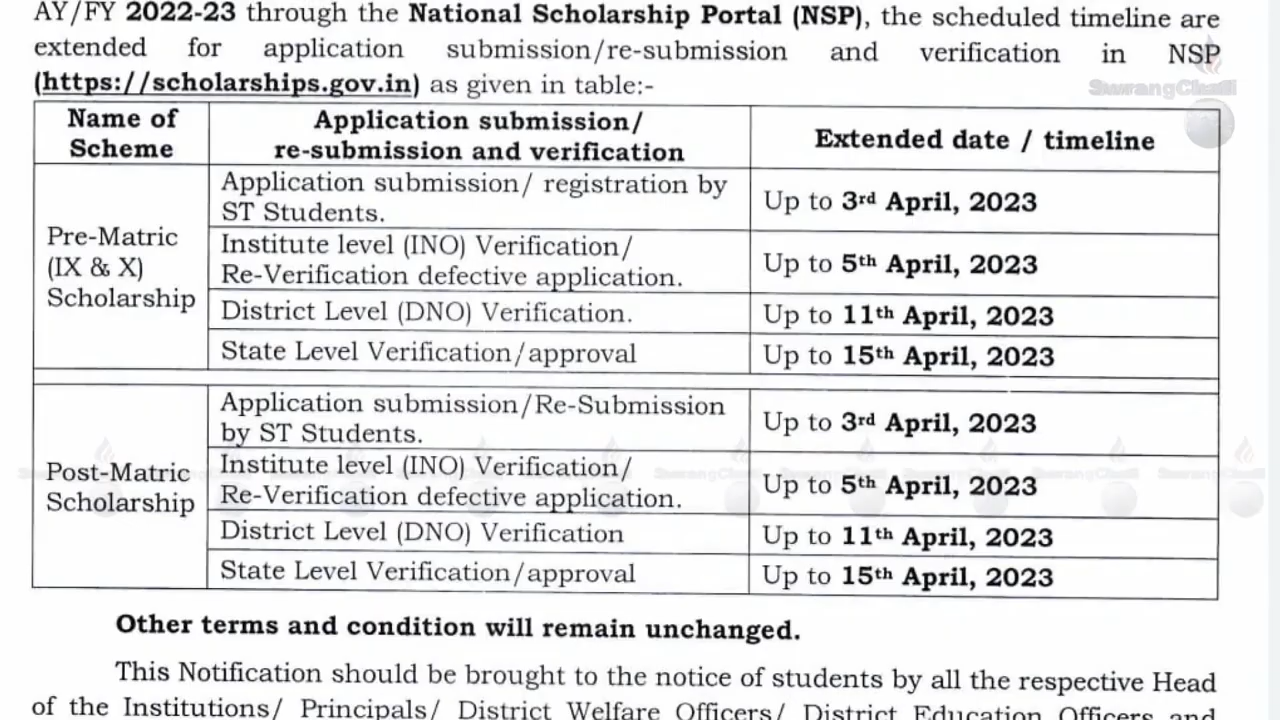 AY/FY 2022-23 through the National Scholarship Portal (NSP), the scheduled timeline are
extended for application submission/re-submission and verification in NSP
(https://scholarships.gov.in) as given in table:-
SwrangChaili
Name of
Scheme
Application submission/
re-submission and verification
Extended date / timeline
Pre-Matric
(IX & X)
Scholarship
Application submission/ registration by
ST Students.
Up to 3rd April, 2023
Institute level (INO) Verification/
Re-Verification defective application.
Up to 5th April, 2023
District Level (DNO) Verification.
Up to 11th April, 2023
State Level Verification/approval
Up to 15th April, 2023
Post-Matric
Scholarship
Application submission/Re-Submission
by ST Students.
Up to 3rd April, 2023
Institute level (INO) Verification/
Re-Verification defective application.
Up to 5th April, 2023
District Level (DNO) Verification
Up to 11th April, 2023
State Level Verification/approval
Up to 15th April, 2023
Other terms and condition will remain unchanged.
This Notification should be brought to the notice of students by all the respective Head
of the Institutions/ Principals/ District Welfare Officers/ District Education Officers and